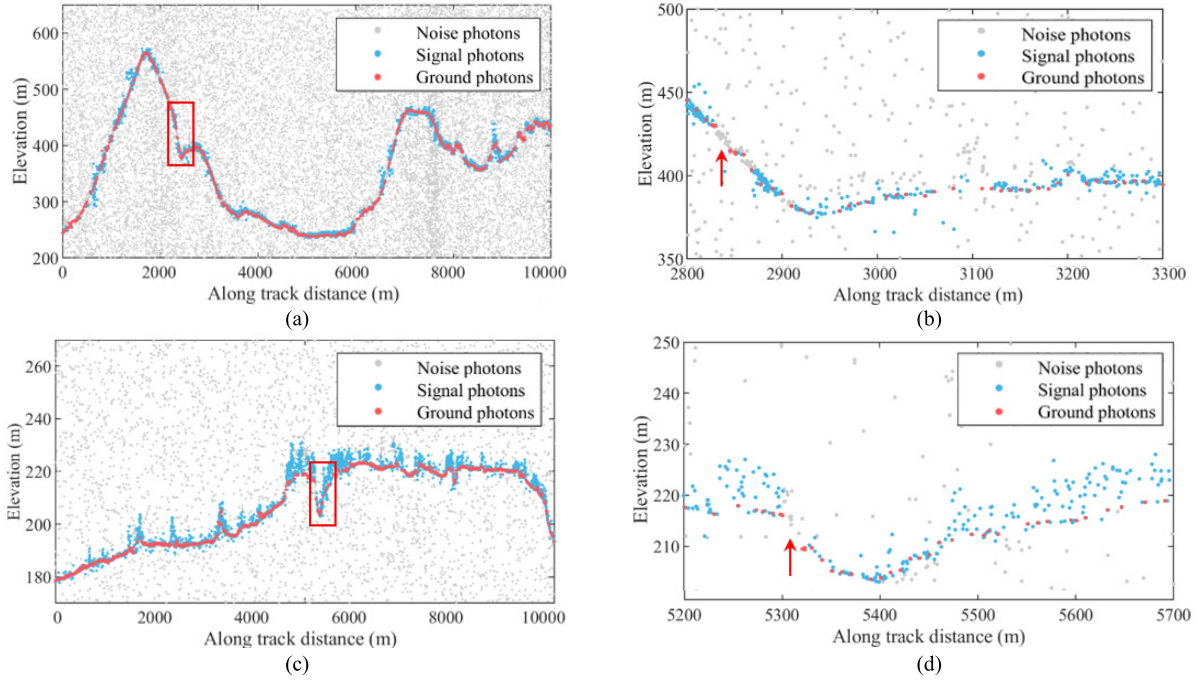 600
500
400
300
200
Elevation (m)
0
2000
4000
6000
8000
10000
Along track distance (m)
Noise photons
Signal photons
Ground photons
(a)
500
450
400
350
Elevation (m)
2800
2900
3000
3100
3200
3300
Along track distance (m)
Noise photons
Signal photons
Ground photons
(b)
260
240
220
200
180
Elevation (m)
0
2000
4000
6000
8000
10000
Along track distance (m)
Noise photons
Signal photons
Ground photons
(c)
250
240
230
220
210
Elevation (m)
5200
5300
5400
5500
5600
5700
Along track distance (m)
Noise photons
Signal photons
Ground photons
(d)